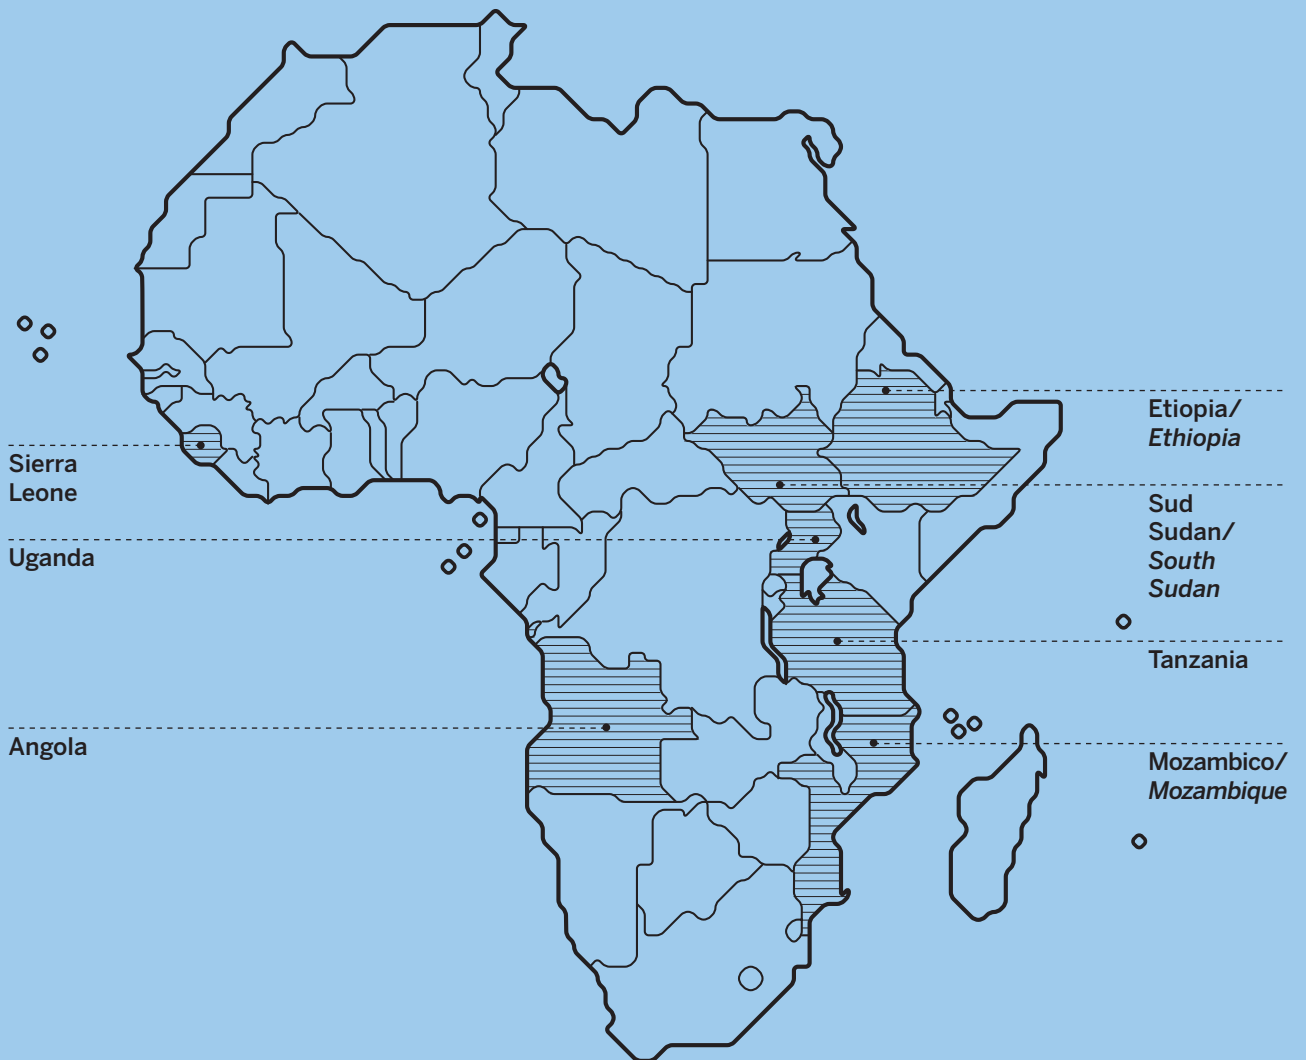 Etiopia/
Ethiopia
Sierra
Leone
Sud
Sudan/
South
Sudan
Uganda
Tanzania
Angola
Mozambico/
Mozambique